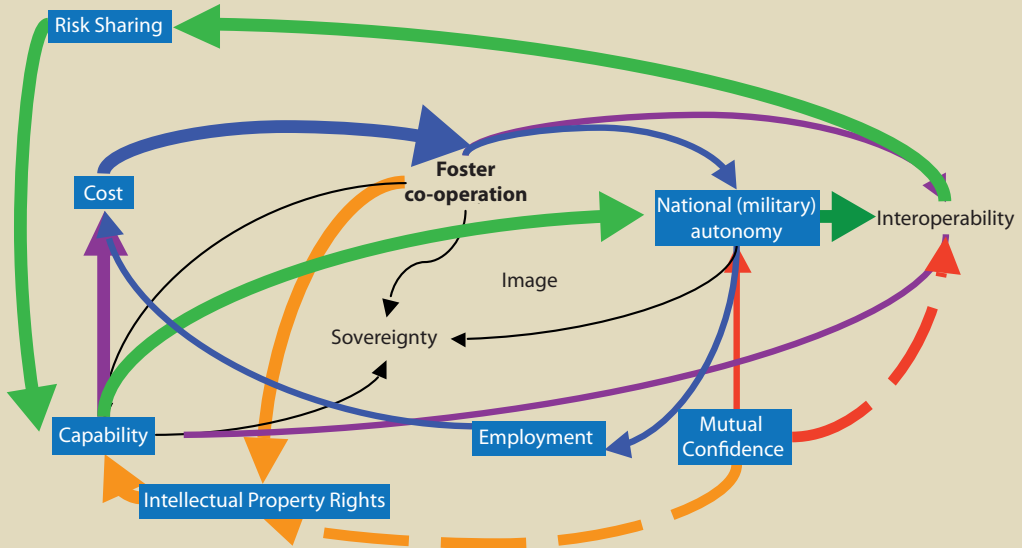 Risk Sharing
Foster
co-operation
Cost
National (military)
autonomy
Interoperability
Image
Sovereignty
Capability
Employment
Mutual
Confidence
Intellectual Property Rights